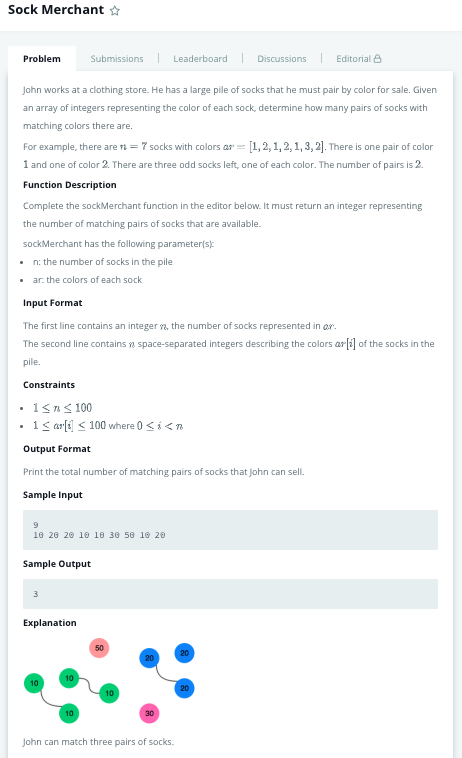 Sock Merchant
Problem Submissions Leaderboard Discussions Editorial
John works at a clothing store. He has a large pile of socks that he must pair by color for sale. Given
an array of integers representing the color of each sock, determine how many pairs of socks with
matching colors there are.
For example, there are n = 7 socks with colors ar = [1, 2, 1, 2, 1, 3, 2]. There is one pair of color
1 and one of color 2. There are three odd socks left, one of each color. The number of pairs is 2.
Function Description
Complete the sockMerchant function in the editor below. It must return an integer representing
the number of matching pairs of socks that are available.
sockMerchant has the following parameter(s):
• n: the number of socks in the pile
• ar: the colors of each sock
Input Format
The first line contains an integer n, the number of socks represented in ar.
The second line contains n space-separated integers describing the colors ar[i] of the socks in the
pile.
Constraints
• 1 ≤ n ≤ 100
• 1 ≤ ar[i] ≤ 100 where 0 ≤ i < n
Output Format
Print the total number of matching pairs of socks that John can sell.
Sample Input
9
10 20 20 10 10 30 50 10 20
Sample Output
3
Explanation
50
20
20
10
10
10
20
10
30
John can match three pairs of socks.